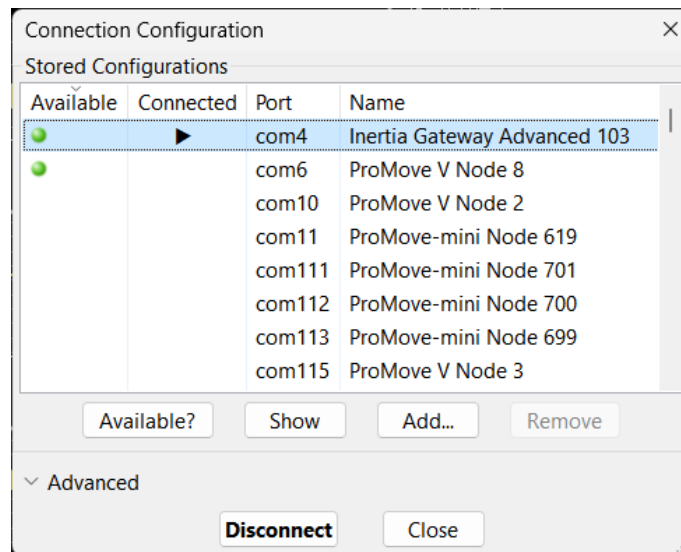 Connection Configuration
Stored Configurations
Available Connected Port Name
com4 Inertia Gateway Advanced 103
com6 ProMove V Node 8
com10 ProMove V Node 2
com11 ProMove-mini Node 619
com111 ProMove-mini Node 701
com112 ProMove-mini Node 700
com113 ProMove-mini Node 699
com115 ProMove V Node 3
Available? Show Add... Remove
Advanced
Disconnect Close